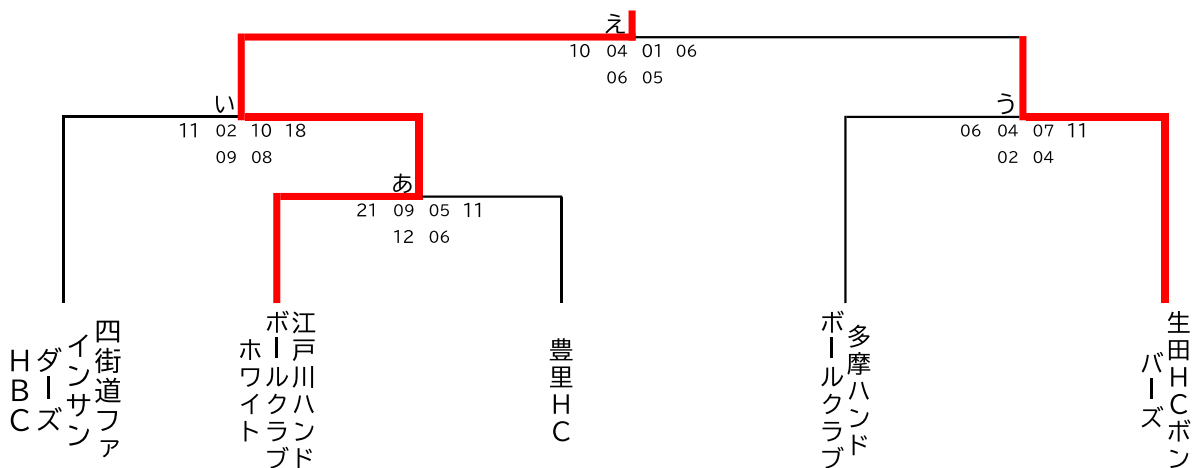 え
10 04 01 06
06 05
い
11 02 10 18
09 08
う
06 04 07 11
02 04
あ
21 09 05 11
12 06
四街道ファ
インサン
ダーズ
HBC
江戸川ハンド
ボールクラブ
ホワイト
豊里HC
多摩ハンド
ボールクラブ
生田HCボン
バーズ